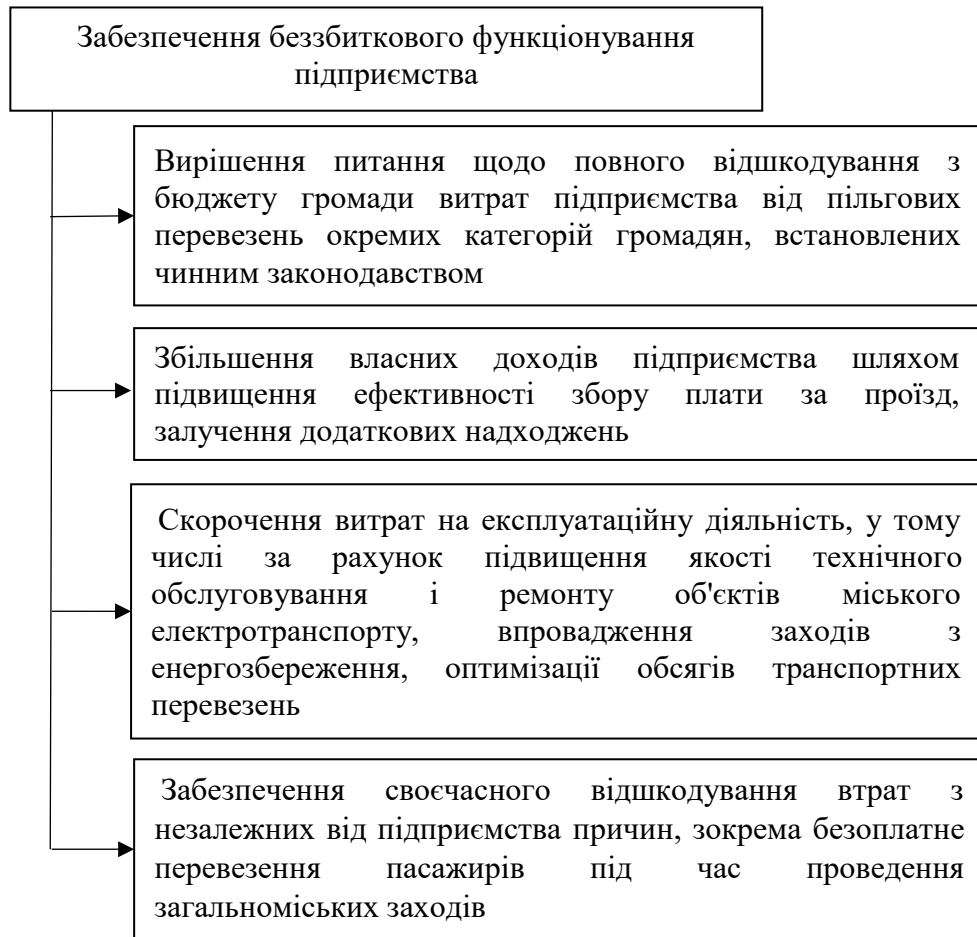 Забезпечення беззбиткового функціонування
підприємства
Вирішення питання щодо повного відшкодування з
бюджету громади витрат підприємства від пільгових
перевезень окремих категорій громадян, встановлених
чинним законодавством
Збільшення власних доходів підприємства шляхом
підвищення ефективності збору плати за проїзд,
залучення додаткових надходжень
Скорочення витрат на експлуатаційну діяльність, у тому
числі за рахунок підвищення якості технічного
обслуговування і ремонту об'єктів міського
електротранспорту, впровадження заходів з
енергозбереження, оптимізації обсягів транспортних
перевезень
Забезпечення своєчасного відшкодування втрат з
незалежних від підприємства причин, зокрема безоплатне
перевезення пасажирів під час проведення
загальноміських заходів